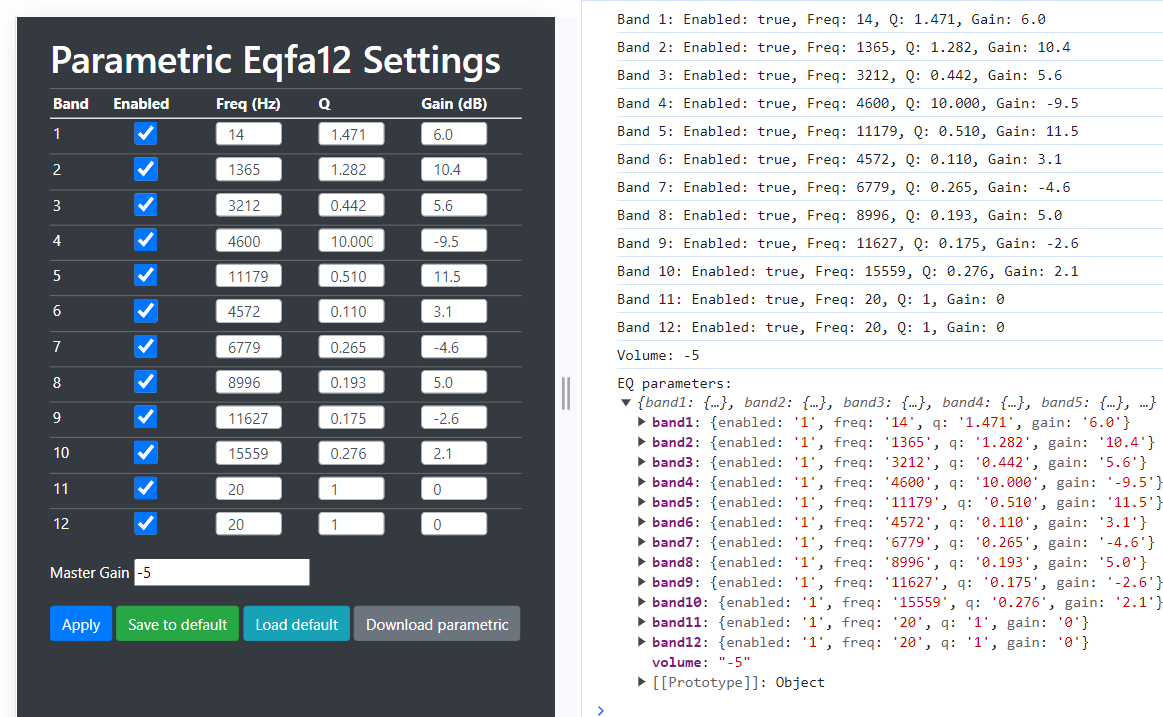 Parametric Eqfa12 Settings
Band Enabled Freq (Hz) Q Gain (dB)
1 14 1.471 6.0
2 1365 1.282 10.4
3 3212 0.442 5.6
4 4600 10.000 -9.5
5 11179 0.510 11.5
6 4572 0.110 3.1
7 6779 0.265 -4.6
8 8996 0.193 5.0
9 11627 0.175 -2.6
10 15559 0.276 2.1
11 20 1 0
12 20 1 0
Master Gain -5
Apply Save to default Load default Download parametric
Band 1: Enabled: true, Freq: 14, Q: 1.471, Gain: 6.0
Band 2: Enabled: true, Freq: 1365, Q: 1.282, Gain: 10.4
Band 3: Enabled: true, Freq: 3212, Q: 0.442, Gain: 5.6
Band 4: Enabled: true, Freq: 4600, Q: 10.000, Gain: -9.5
Band 5: Enabled: true, Freq: 11179, Q: 0.510, Gain: 11.5
Band 6: Enabled: true, Freq: 4572, Q: 0.110, Gain: 3.1
Band 7: Enabled: true, Freq: 6779, Q: 0.265, Gain: -4.6
Band 8: Enabled: true, Freq: 8996, Q: 0.193, Gain: 5.0
Band 9: Enabled: true, Freq: 11627, Q: 0.175, Gain: -2.6
Band 10: Enabled: true, Freq: 15559, Q: 0.276, Gain: 2.1
Band 11: Enabled: true, Freq: 20, Q: 1, Gain: 0
Band 12: Enabled: true, Freq: 20, Q: 1, Gain: 0
Volume: -5
EQ parameters:
{band1: {…}, band2: {…}, band3: {…}, band4: {…}, band5: {…}, …}
band1: {enabled: '1', freq: '14', q: '1.471', gain: '6.0'}
band2: {enabled: '1', freq: '1365', q: '1.282', gain: '10.4'}
band3: {enabled: '1', freq: '3212', q: '0.442', gain: '5.6'}
band4: {enabled: '1', freq: '4600', q: '10.000', gain: '-9.5'}
band5: {enabled: '1', freq: '11179', q: '0.510', gain: '11.5'}
band6: {enabled: '1', freq: '4572', q: '0.110', gain: '3.1'}
band7: {enabled: '1', freq: '6779', q: '0.265', gain: '-4.6'}
band8: {enabled: '1', freq: '8996', q: '0.193', gain: '5.0'}
band9: {enabled: '1', freq: '11627', q: '0.175', gain: '-2.6'}
band10: {enabled: '1', freq: '15559', q: '0.276', gain: '2.1'}
band11: {enabled: '1', freq: '20', q: '1', gain: '0'}
band12: {enabled: '1', freq: '20', q: '1', gain: '0'}
volume: "-5"
[[Prototype]]: Object